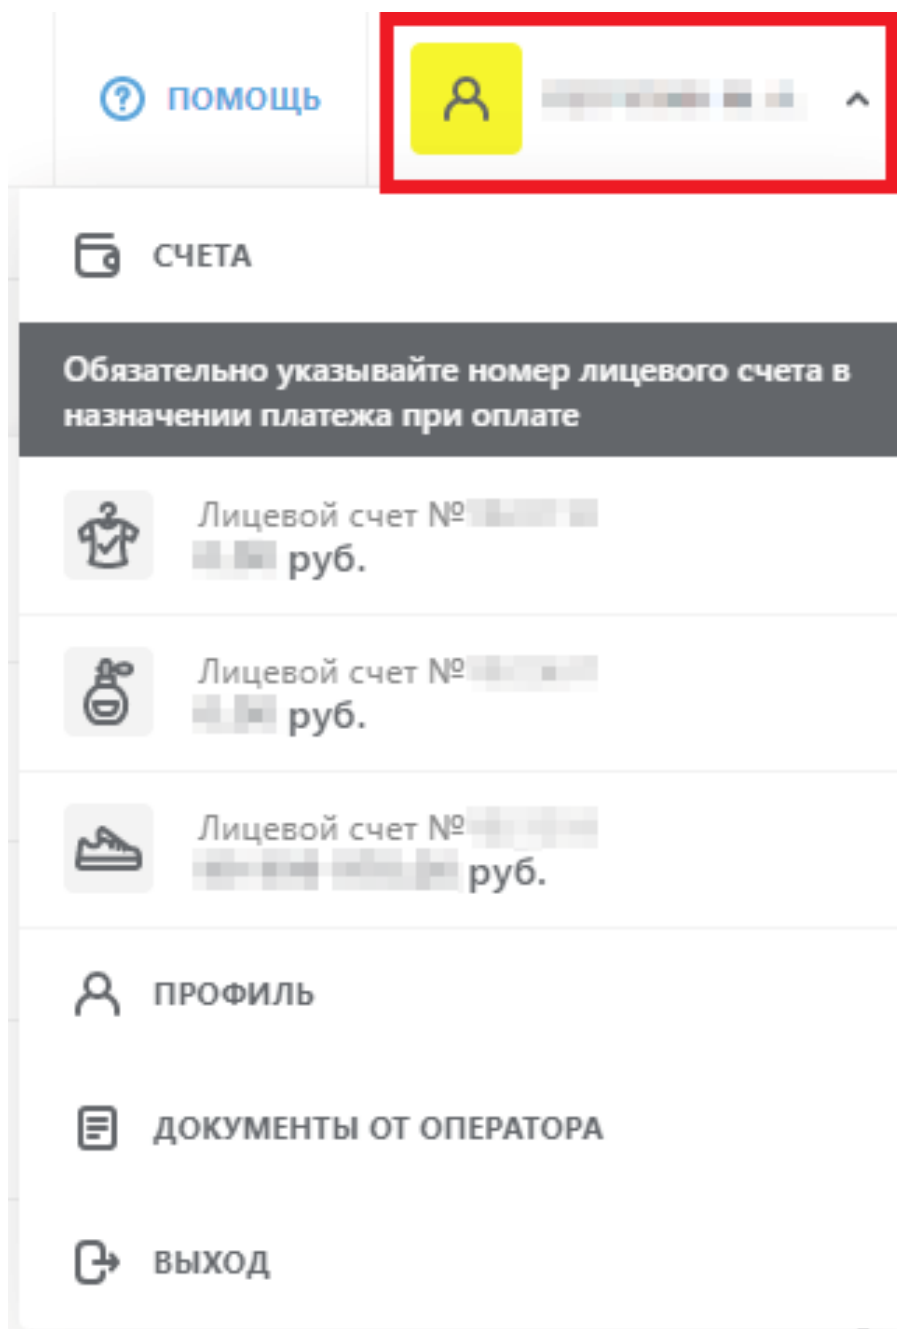 ПОМОЩЬ
СЧЕТА
Обязательно указывайте номер лицевого счета в
назначении платежа при оплате
Лицевой счет №
руб.
Лицевой счет №
руб.
Лицевой счет №
руб.
ПРОФИЛЬ
ДОКУМЕНТЫ ОТ ОПЕРАТОРА
ВЫХОД